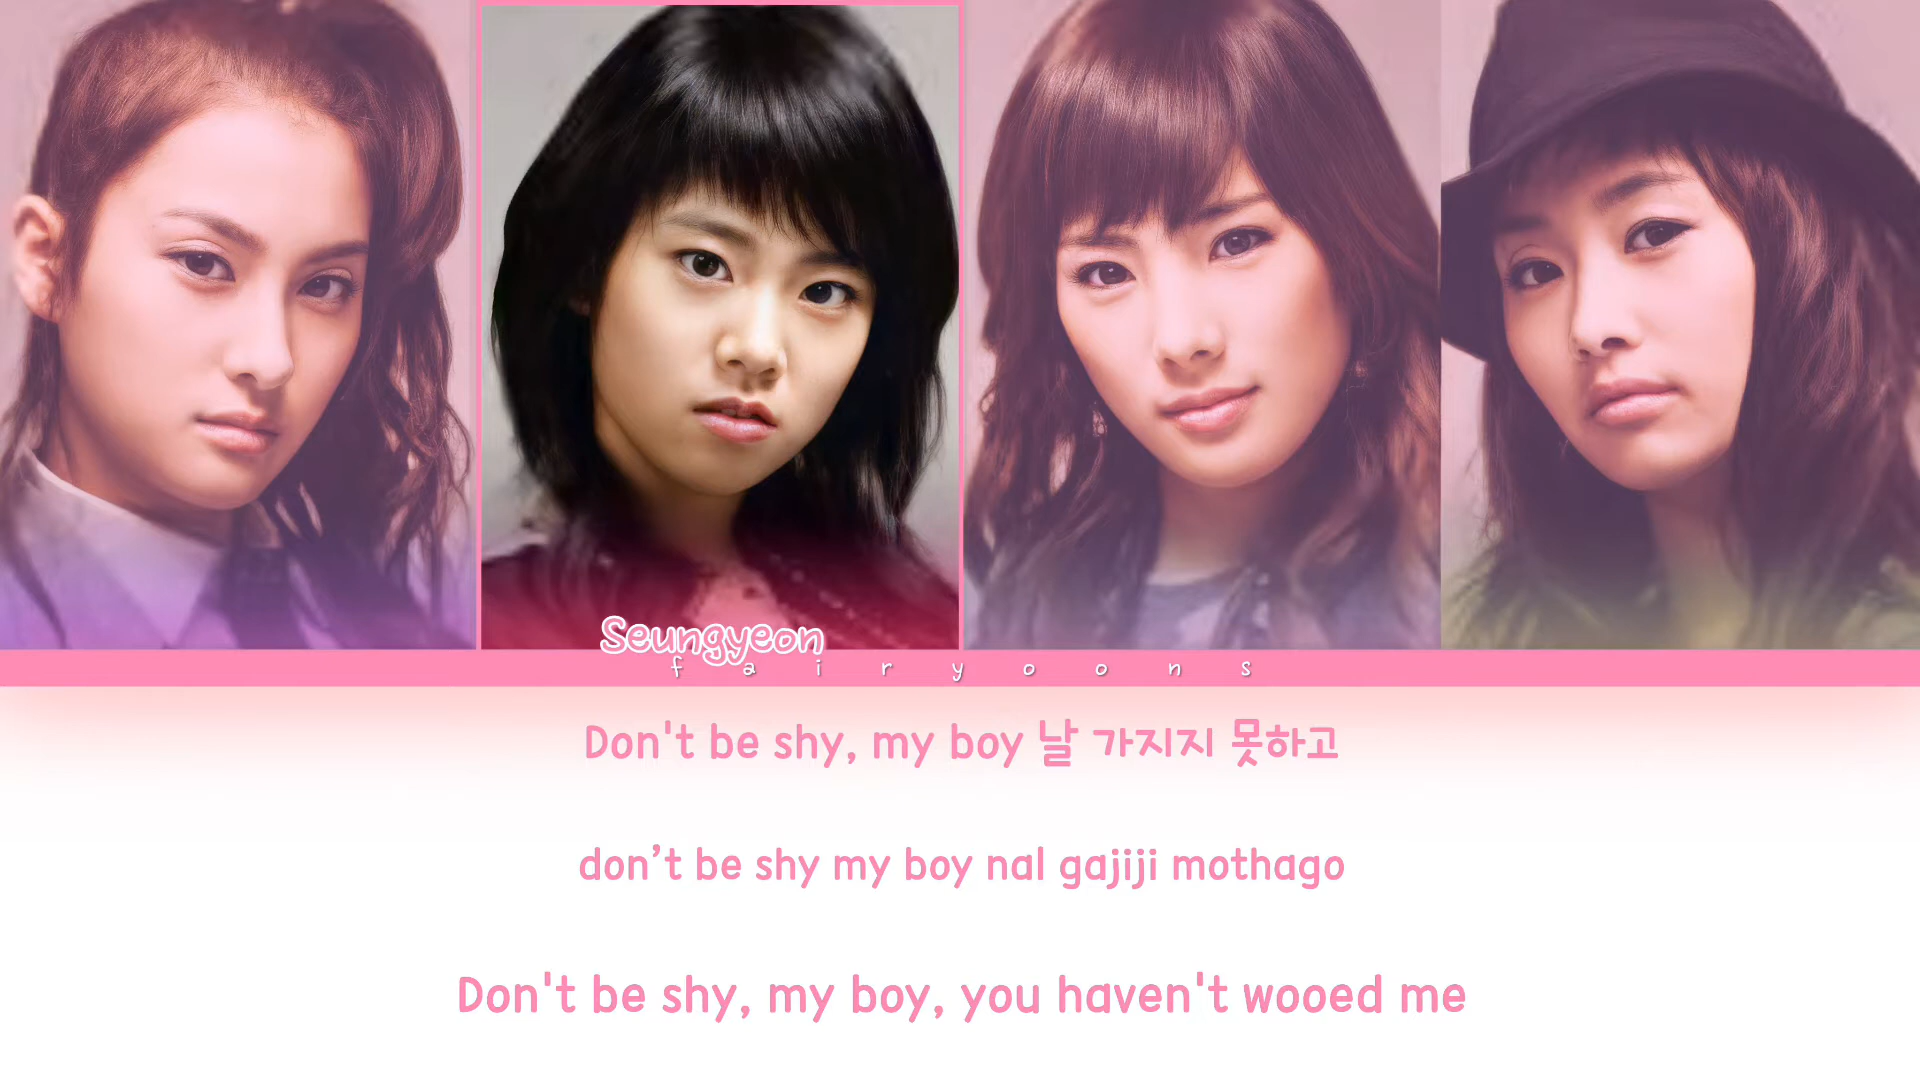 Seungyeon
fairyoons
Don't be shy, my boy 날 가지지 못하고
don’t be shy my boy nal gajiji mothago
Don't be shy, my boy, you haven't wooed me